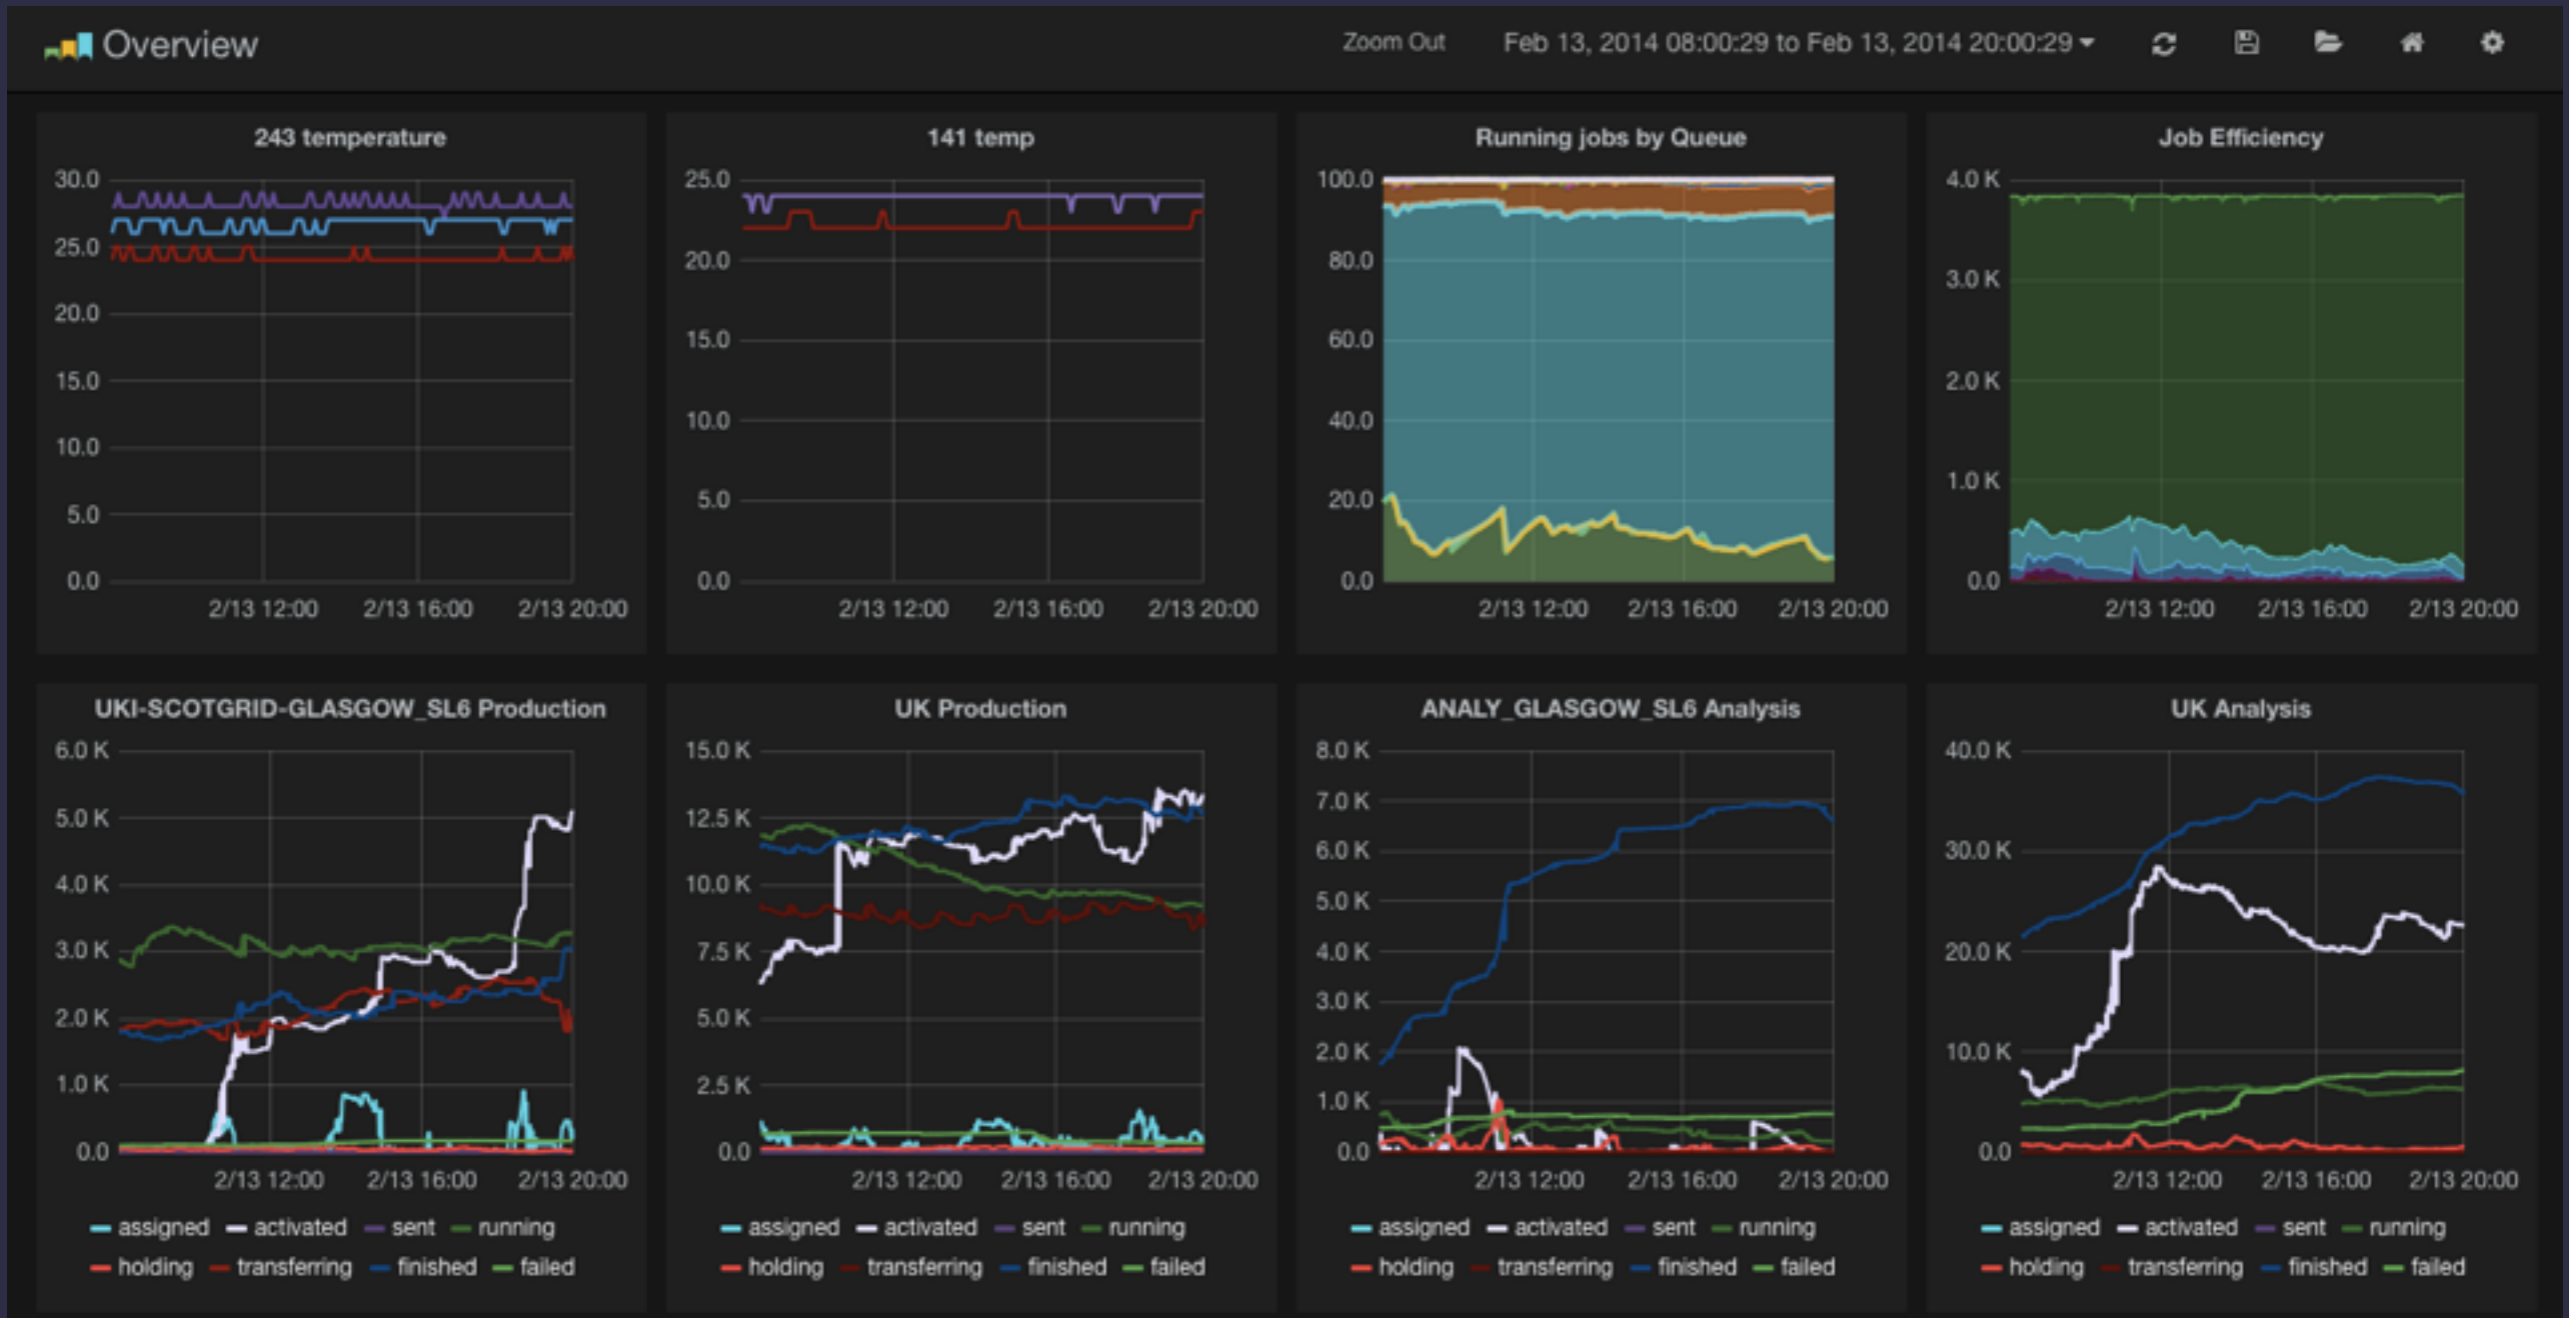 Overview
Zoom Out
Feb 13, 2014 08:00:29 to Feb 13, 2014 20:00:29
243 temperature
30.0
25.0
20.0
15.0
10.0
5.0
0.0
2/13 12:00 2/13 16:00 2/13 20:00
141 temp
25.0
20.0
15.0
10.0
5.0
0.0
2/13 12:00 2/13 16:00 2/13 20:00
Running jobs by Queue
100.0
80.0
60.0
40.0
20.0
0.0
2/13 12:00 2/13 16:00 2/13 20:00
Job Efficiency
4.0 K
3.0 K
2.0 K
1.0 K
0.0
2/13 12:00 2/13 16:00 2/13 20:00
UKI-SCOTGRID-GLASGOW_SL6 Production
6.0 K
5.0 K
4.0 K
3.0 K
2.0 K
1.0 K
0.0
2/13 12:00 2/13 16:00 2/13 20:00
assigned activated sent running
holding transferring finished failed
UK Production
15.0 K
12.5 K
10.0 K
7.5 K
5.0 K
2.5 K
0.0
2/13 12:00 2/13 16:00 2/13 20:00
assigned activated sent running
holding transferring finished failed
ANALY_GLASGOW_SL6 Analysis
8.0 K
7.0 K
6.0 K
5.0 K
4.0 K
3.0 K
2.0 K
1.0 K
0.0
2/13 12:00 2/13 16:00 2/13 20:00
assigned activated sent running
holding transferring finished failed
UK Analysis
40.0 K
30.0 K
20.0 K
10.0 K
0.0
2/13 12:00 2/13 16:00 2/13 20:00
assigned activated sent running
holding transferring finished failed